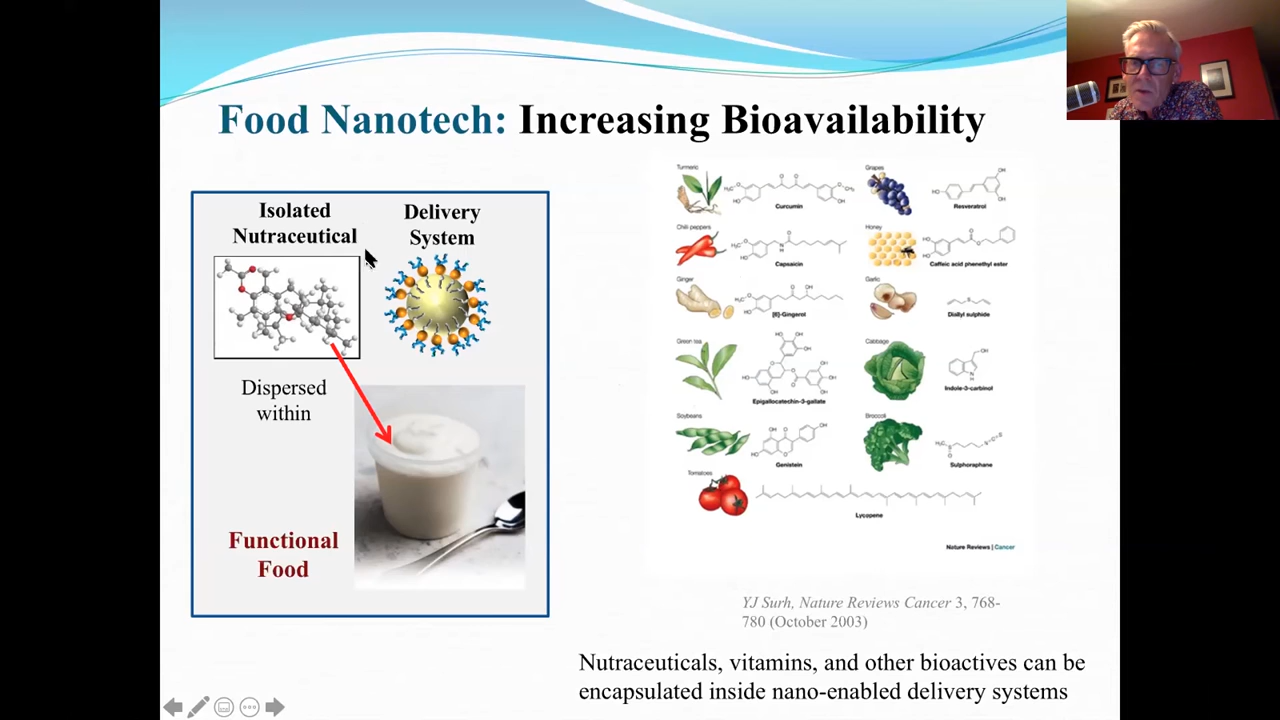 Food Nanotech: Increasing Bioavailability
Isolated
Nutraceutical
Delivery
System
Dispersed
within
Functional
Food
Turmeric
Curcumin
Grapes
Resveratrol
Chili peppers
Capsaicin
Honey
Caffeic acid phenethyl ester
Ginger
[6]-Gingerol
Garlic
Diallyl sulphide
Green tea
Epigallocatechin-3-gallate
Cabbage
Indole-3-carbinol
Soybeans
Genistein
Broccoli
Sulphoraphane
Tomatoes
Lycopene
Nature Reviews | Cancer
YJ Surh, Nature Reviews Cancer 3, 768-
780 (October 2003)
Nutraceuticals, vitamins, and other bioactives can be
encapsulated inside nano-enabled delivery systems